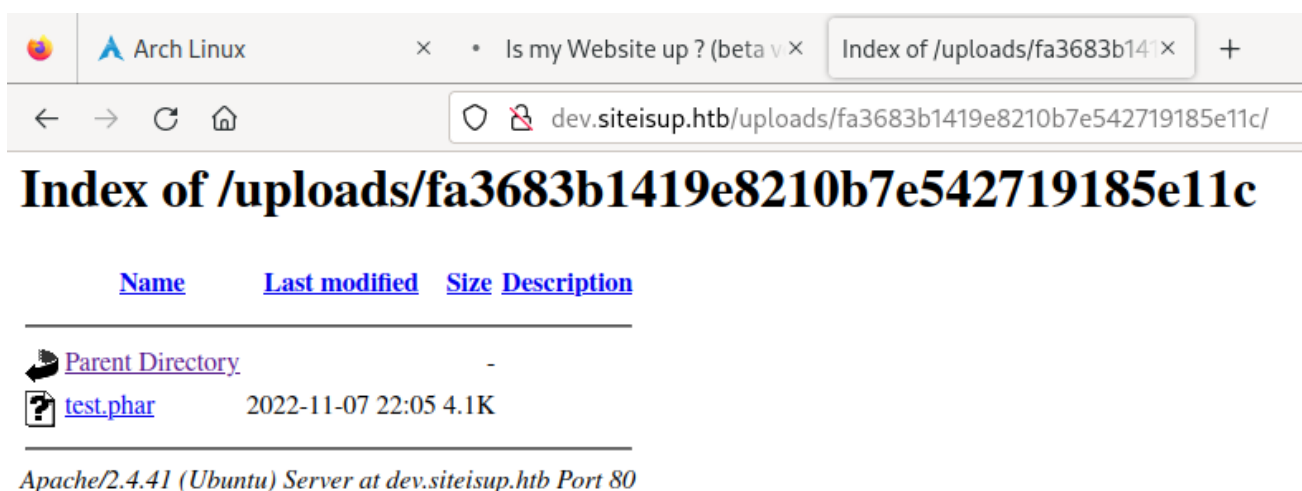 Arch Linux
Is my Website up ? (beta v
Index of /uploads/fa3683b141
dev.siteisup.htb/uploads/fa3683b1419e8210b7e542719185e11c/
Index of /uploads/fa3683b1419e8210b7e542719185e11c
Name Last modified Size Description
Parent Directory -
test.phar 2022-11-07 22:05 4.1K
Apache/2.4.41 (Ubuntu) Server at dev.siteisup.htb Port 80